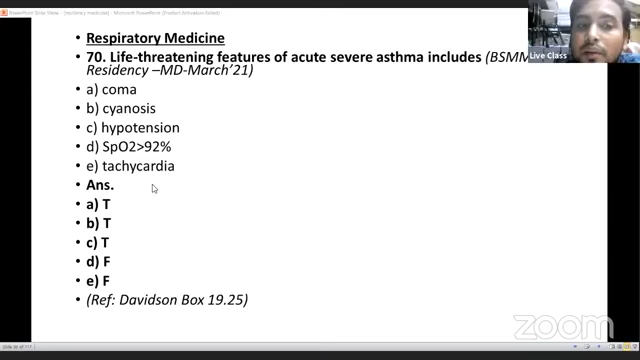 PowerPoint Slide Show - [residency medicine] - Microsoft PowerPoint (Product Activation Failed)
• Respiratory Medicine
• 70. Life-threatening features of acute severe asthma includes (BSMM
Residency –MD-March'21)
Live Class
• a) coma
• b) cyanosis
• c) hypotension
• d) SpO2>92%
• e) tachycardia
• Ans.
• a) T
• b) T
• c) T
• d) F
• e) F
• (Ref: Davidson Box 19.25)
zoom